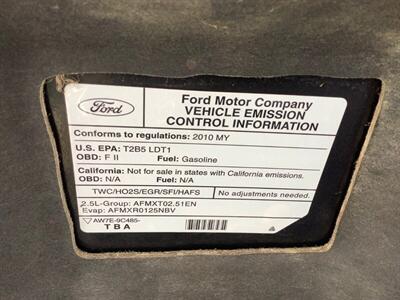 Ford
Ford Motor Company
VEHICLE EMISSION
CONTROL INFORMATION
Conforms to regulations: 2010 MY
U.S. EPA: T2B5 LDT1
OBD: F II Fuel: Gasoline
California: Not for sale in states with California emissions.
OBD: N/A Fuel: N/A
TWC/HO2S/EGR/SFI/HAFS No adjustments needed.
2.5L-Group: AFMXT02.51EN
Evap: AFMXR0125NBV
AW7E-9C485-
TBA